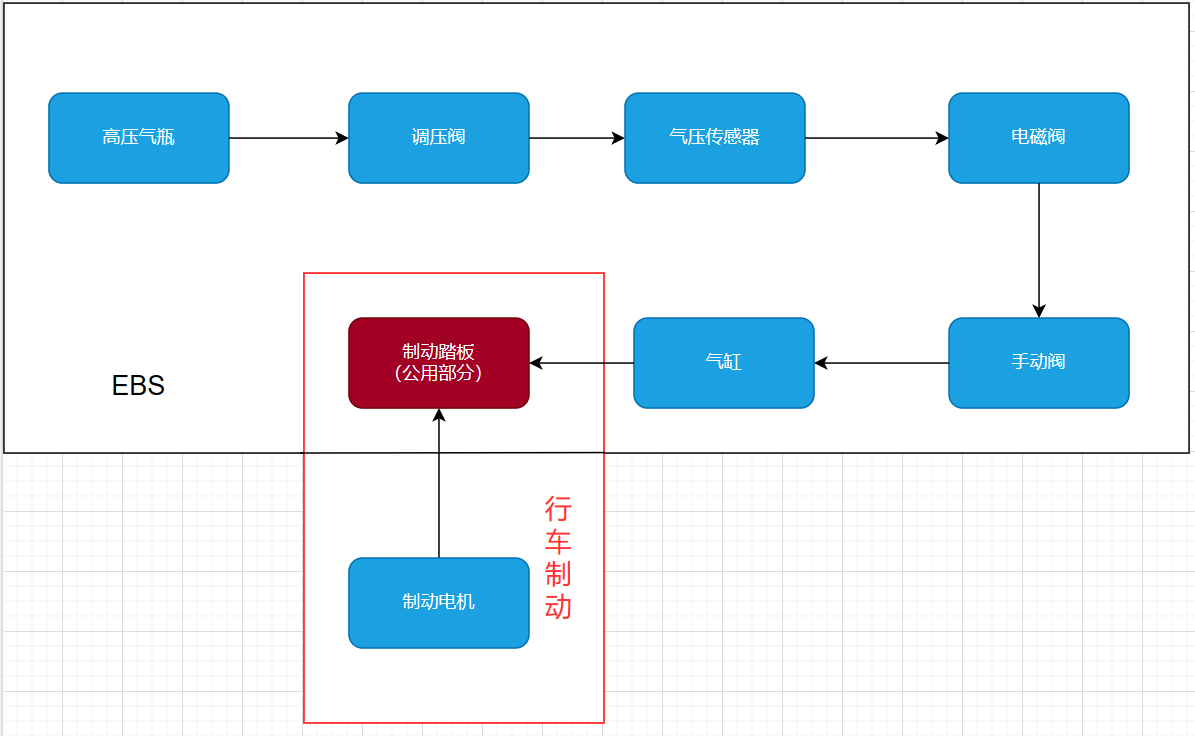 高压气瓶
调压阀
气压传感器
电磁阀
制动踏板
（公用部分）
气缸
手动阀
EBS
行车制动
制动电机